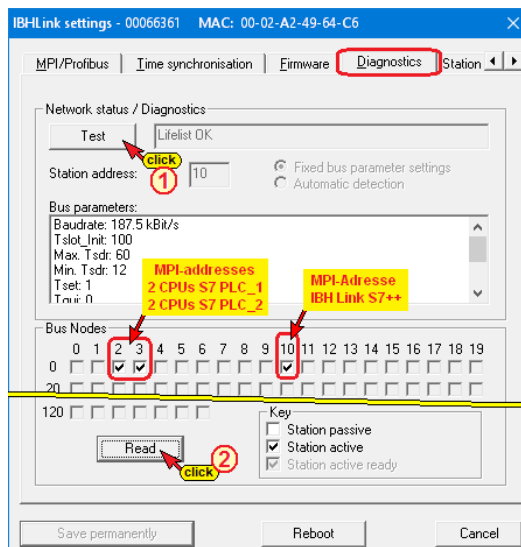 IBHLink settings - 00066361 MAC: 00-02-A2-49-64-C6
MPI/Profibus Time synchronisation Firmware Diagnostics Station
Network status / Diagnostics
Test Lifelist OK
click
1
Station address: 10 Fixed bus parameter settings
Automatic detection
Bus parameters:
Baudrate: 187.5 kBit/s
Tslot_Init: 100
Max. Tsdr: 60
Min. Tsdr: 12
Tset: 1
Tqui: 0
MPI-addresses
2 CPUs S7 PLC_1
2 CPUs S7 PLC_2
MPI-Adresse
IBH Link S7++
Bus Nodes
0 1 2 3 4 5 6 7 8 9 10 11 12 13 14 15 16 17 18 19
0
20
120
Key
Station passive
Station active
Station active ready
Read
click
2
Save permanently Reboot Cancel